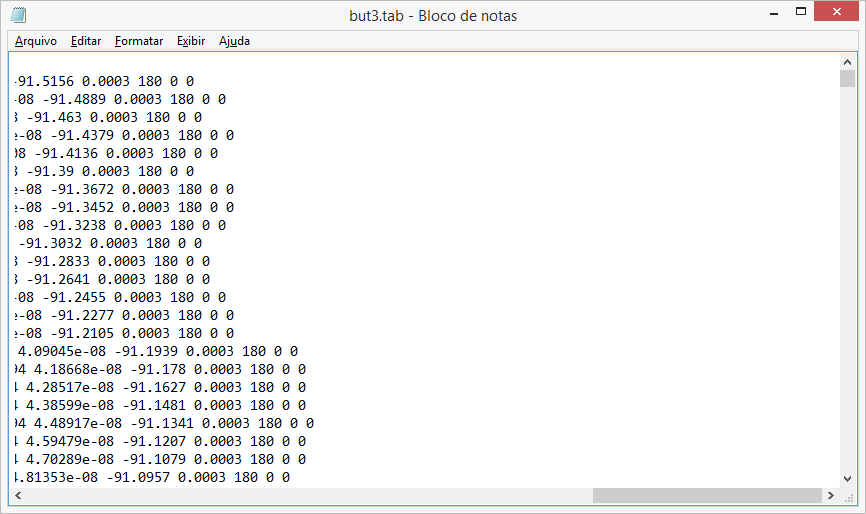 but3.tab - Bloco de notas
Arquivo Editar Formatar Exibir Ajuda
-91.5156 0.0003 180 0 0
-08 -91.4889 0.0003 180 0 0
-91.463 0.0003 180 0 0
e-08 -91.4379 0.0003 180 0 0
08 -91.4136 0.0003 180 0 0
-91.39 0.0003 180 0 0
e-08 -91.3672 0.0003 180 0 0
e-08 -91.3452 0.0003 180 0 0
-08 -91.3238 0.0003 180 0 0
-91.3032 0.0003 180 0 0
-91.2833 0.0003 180 0 0
-91.2641 0.0003 180 0 0
-08 -91.2455 0.0003 180 0 0
e-08 -91.2277 0.0003 180 0 0
e-08 -91.2105 0.0003 180 0 0
4.09045e-08 -91.1939 0.0003 180 0 0
4.18668e-08 -91.178 0.0003 180 0 0
4.28517e-08 -91.1627 0.0003 180 0 0
4.38599e-08 -91.1481 0.0003 180 0 0
4.48917e-08 -91.1341 0.0003 180 0 0
4.59479e-08 -91.1207 0.0003 180 0 0
4.70289e-08 -91.1079 0.0003 180 0 0
4.81353e-08 -91.0957 0.0003 180 0 0